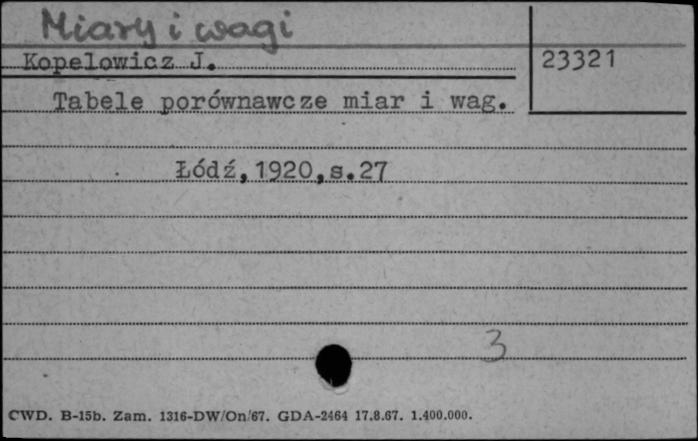 Miary i wagi
Kopelowicz J.
23321
Tabele porównawcze miar i wag.
Łódź,1920,s.27
3
CWD. B-15b. Zam. 1316-DW/On/67. GDA-2464 17.8.67. 1.400.000.